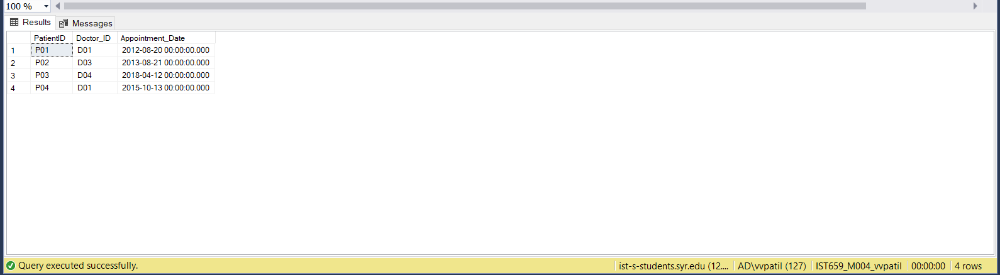 100 %
Results Messages
PatientID Doctor_ID Appointment_Date
1 P01 D01 2012-08-20 00:00:00.000
2 P02 D03 2013-08-21 00:00:00.000
3 P03 D04 2018-04-12 00:00:00.000
4 P04 D01 2015-10-13 00:00:00.000
Query executed successfully. ist-s-students.syr.edu (12.... AD\vvpatil (127) IST659_M004_vvpatil 00:00:00 4 rows